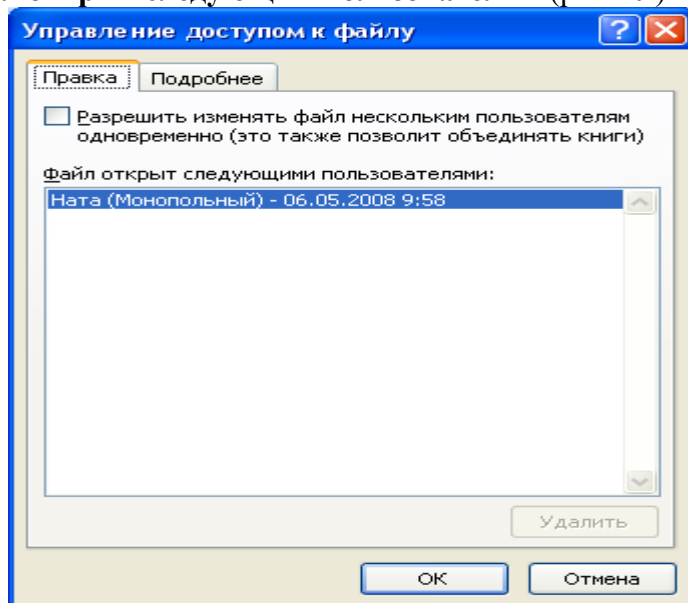 Управление доступом к файлу
Правка Подробнее
Разрешить изменять файл нескольким пользователям
одновременно (это также позволит объединять книги)
Файл открыт следующими пользователями:
Ната (Монопольный) - 06.05.2008 9:58
Удалить
ОК Отмена